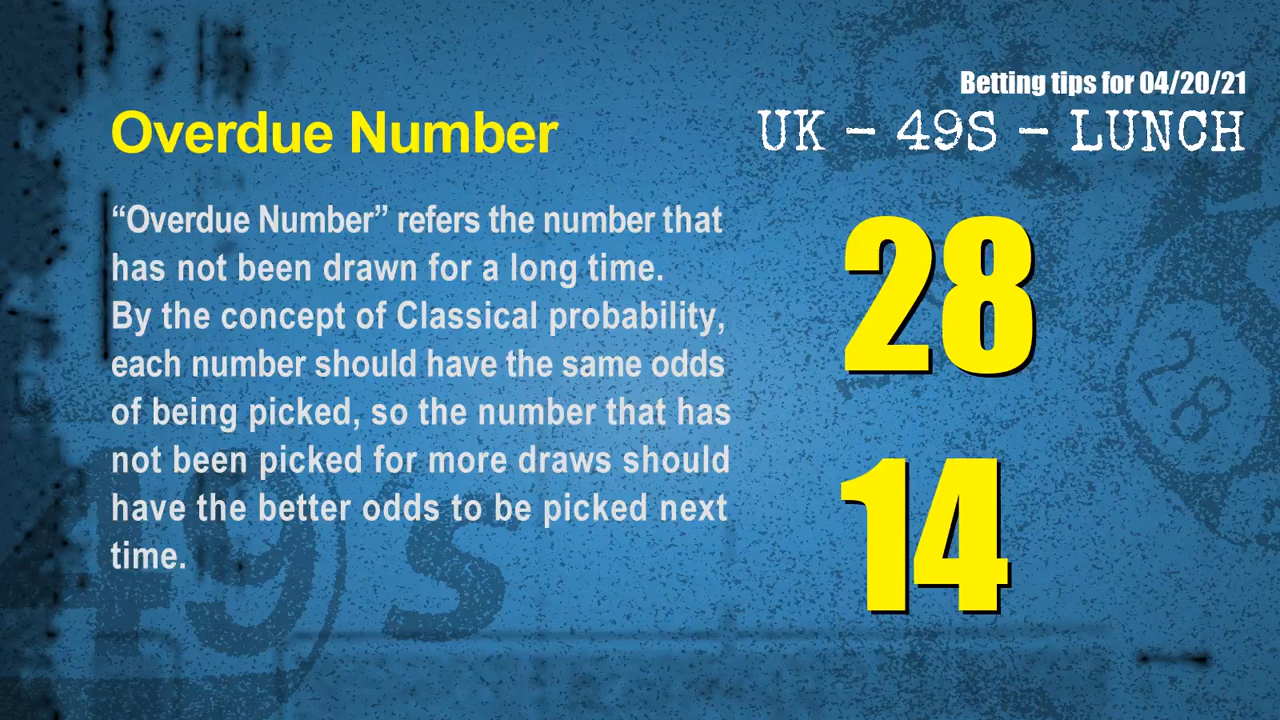 Betting tips for 04/20/21
UK - 49S - LUNCH
Overdue Number
“Overdue Number” refers the number that
has not been drawn for a long time.
By the concept of Classical probability,
each number should have the same odds
of being picked, so the number that has
not been picked for more draws should
have the better odds to be picked next
time.
28
14
28
49's